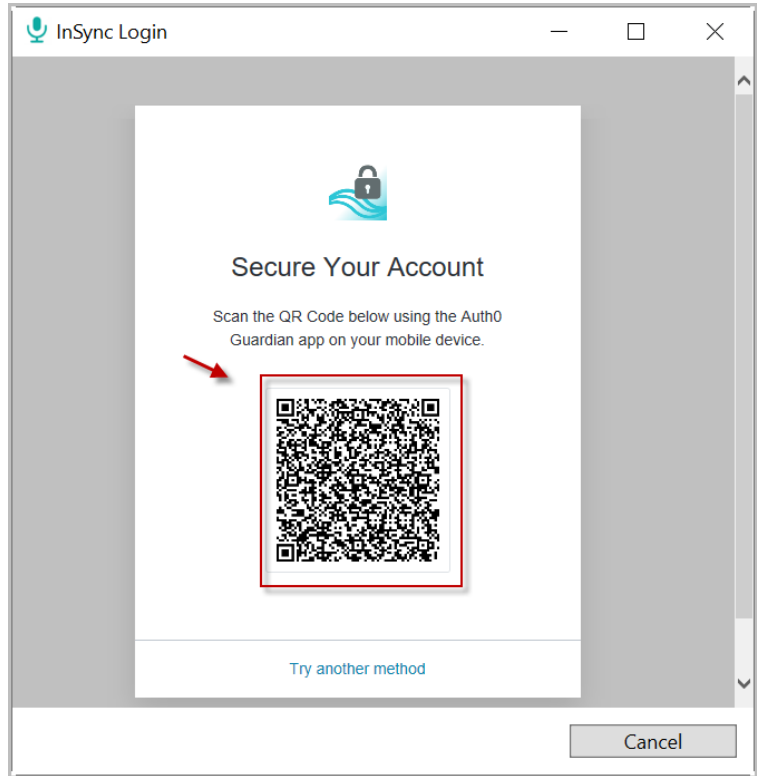 InSync Login
Secure Your Account
Scan the QR Code below using the Auth0
Guardian app on your mobile device.
Try another method
Cancel